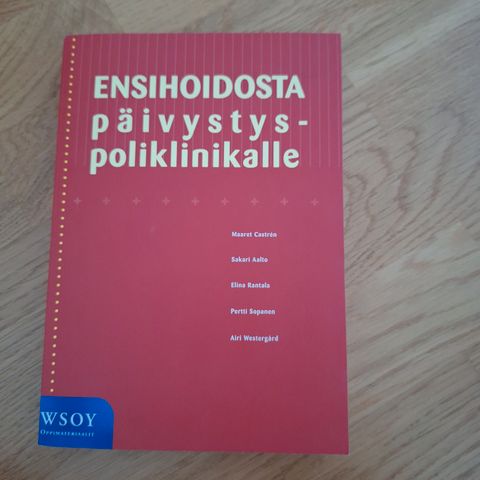 ENSIHOIDOSTA
päivystys-
poliklinikalle
Maaret Castrén
Sakari Aalto
Elina Rantala
Pertti Sopanen
Airi Westergård
WSOY
OPPIMATERIAALIT